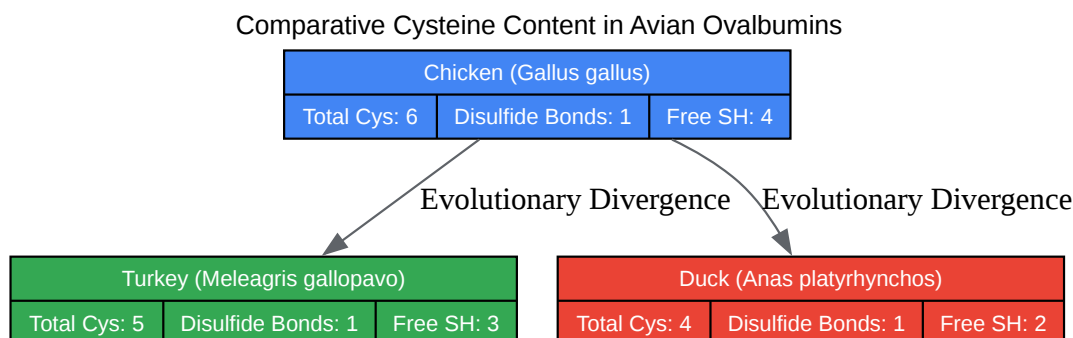 Comparative Cysteine Content in Avian Ovalbumins
Chicken (Gallus gallus)
Total Cys: 6 Disulfide Bonds: 1 Free SH: 4
Evolutionary Divergence Evolutionary Divergence
Turkey (Meleagris gallopavo) Duck (Anas platyrhynchos)
Total Cys: 5 Disulfide Bonds: 1 Free SH: 3 Total Cys: 4 Disulfide Bonds: 1 Free SH: 2